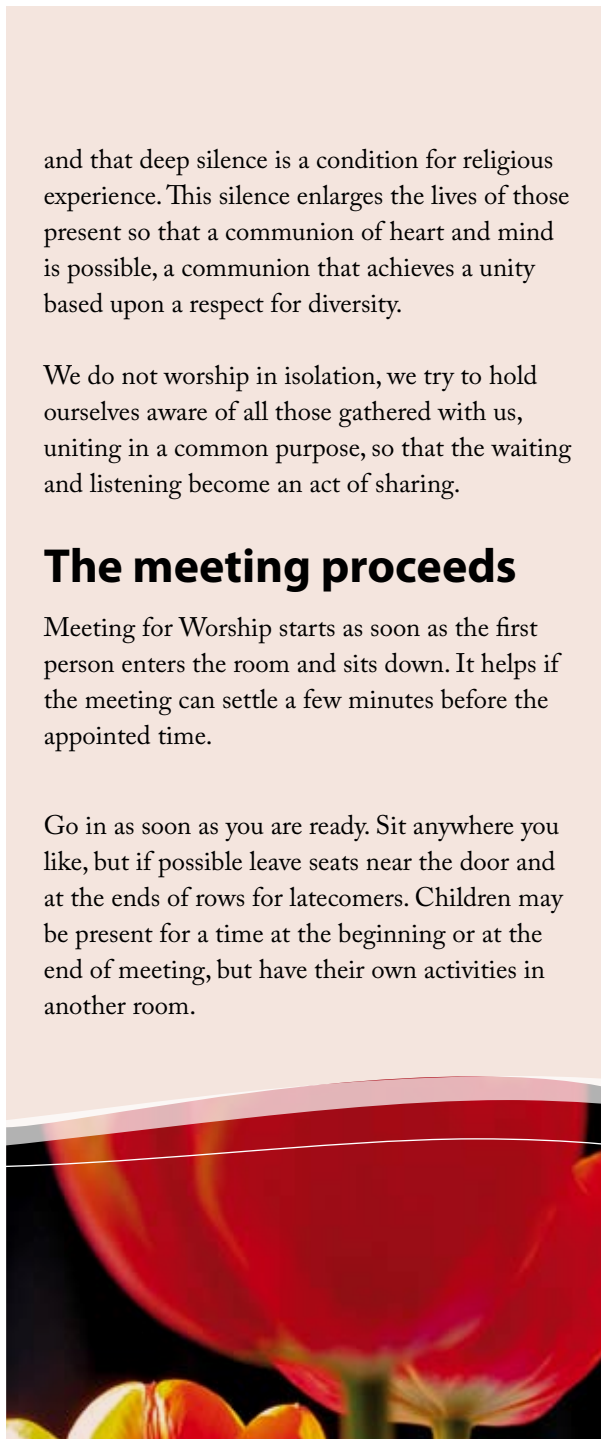 and that deep silence is a condition for religious
experience. This silence enlarges the lives of those
present so that a communion of heart and mind
is possible, a communion that achieves a unity
based upon a respect for diversity.
We do not worship in isolation, we try to hold
ourselves aware of all those gathered with us,
uniting in a common purpose, so that the waiting
and listening become an act of sharing.
The meeting proceeds
Meeting for Worship starts as soon as the first
person enters the room and sits down. It helps if
the meeting can settle a few minutes before the
appointed time.
Go in as soon as you are ready. Sit anywhere you
like, but if possible leave seats near the door and
at the ends of rows for latecomers. Children may
be present for a time at the beginning or at the
end of meeting, but have their own activities in
another room.